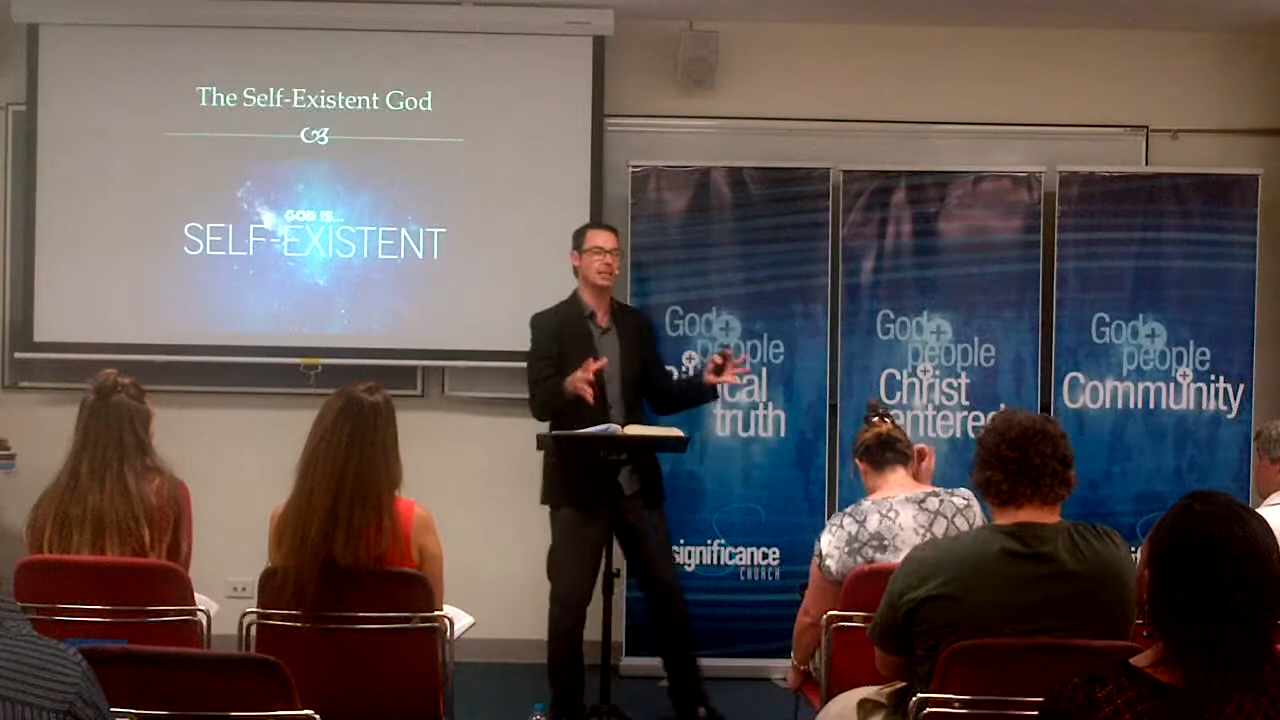 The Self-Existent God
GOD IS...
SELF-EXISTENT
God+
people
+
truth
significance
CHURCH
God+
people
+
Christ
God+
people
+
Community